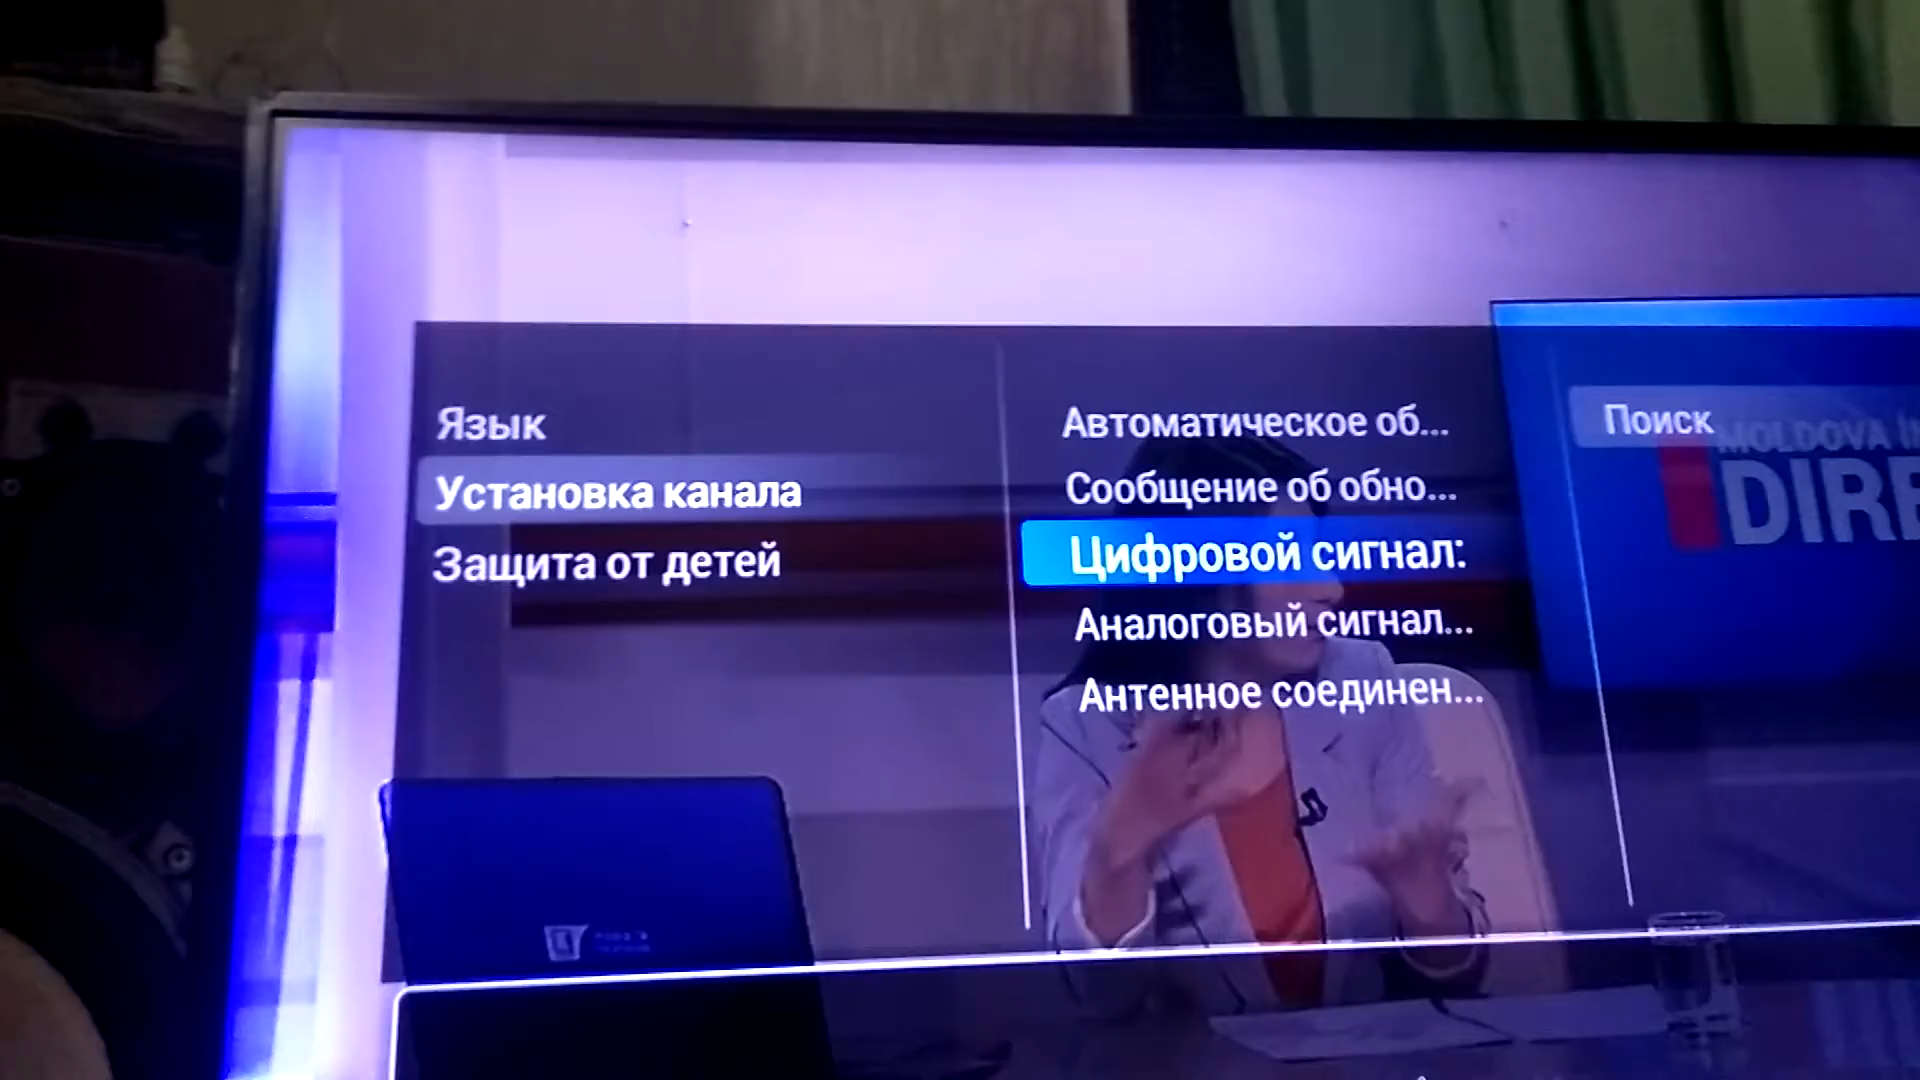 Язык
Установка канала
Защита от детей
Автоматическое об...
Сообщение об обно...
Цифровой сигнал:
Аналоговый сигнал...
Антенное соединен...
Поиск
MOLDOVA ÎN
DIRE